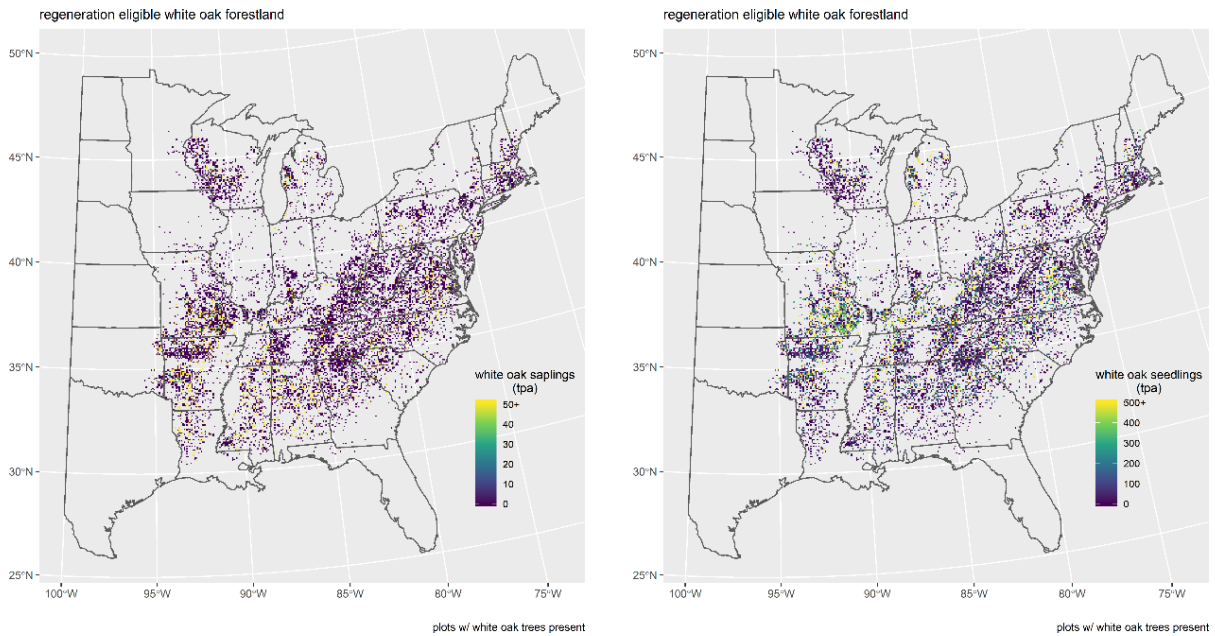 regeneration eligible white oak forestland
50°N
45°N
40°N
35°N
30°N
25°N
100°W
95°W
90°W
85°W
80°W
75°W
white oak saplings
(tpa)
50+
40
30
20
10
0
plots w/ white oak trees present
regeneration eligible white oak forestland
50°N
45°N
40°N
35°N
30°N
25°N
100°W
95°W
90°W
85°W
80°W
75°W
white oak seedlings
(tpa)
500+
400
300
200
100
0
plots w/ white oak trees present